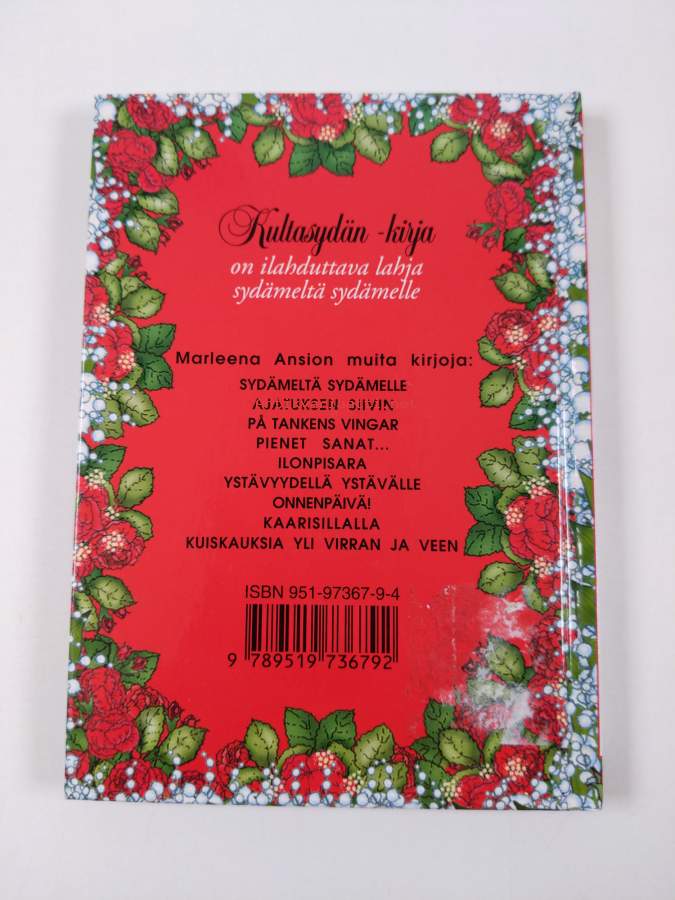 Kultasydän -kirja
on ilahduttava lahja
sydämeltä sydämelle
Marleena Ansion muita kirjoja:
SYDÄMELTÄ SYDÄMELLE
AJATUKSEN SIIVIN
PÅ TANKENS VINGAR
PIENET SANAT...
ILONPISARA
YSTÄVYYDELLÄ YSTÄVÄLLE
ONNENPÄIVÄ!
KAARISILLALLA
KUISKAUKSIA YLI VIRRAN JA VEEN
ISBN 951-97367-9-4
9 789519 736792